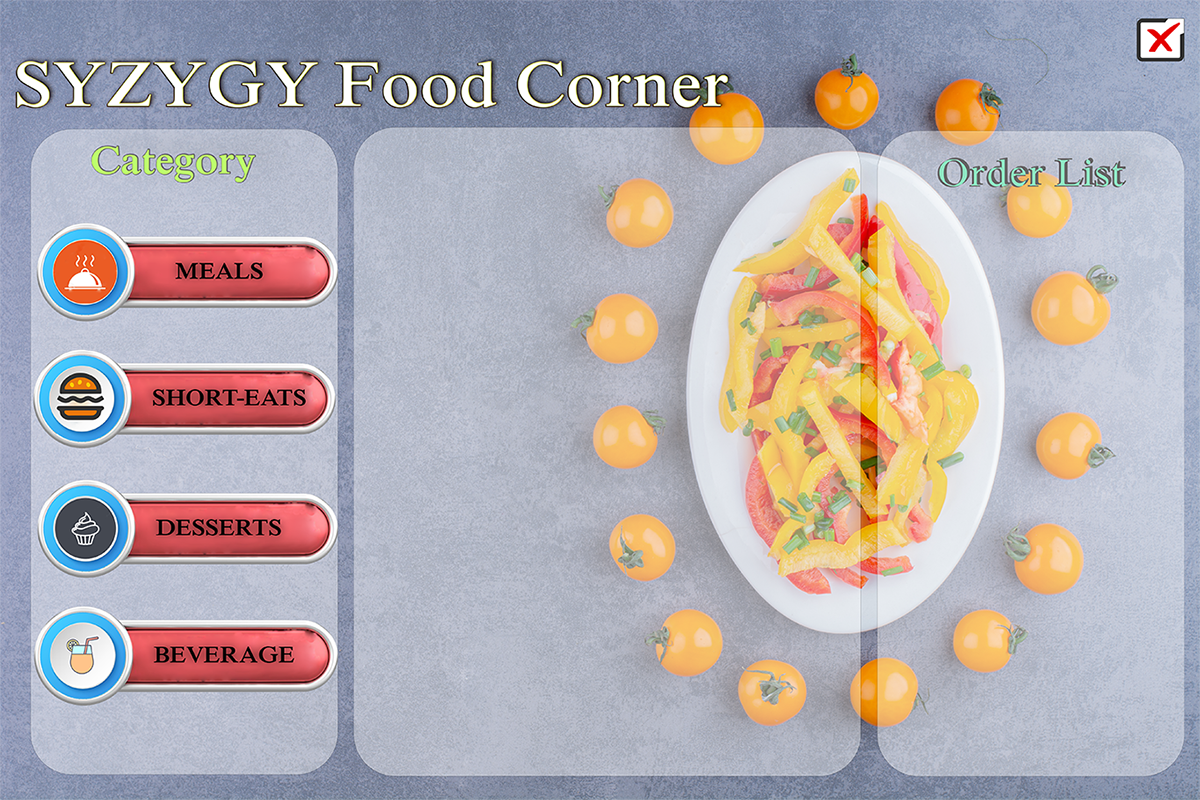 SYZYGY Food Corner
Category
Order List
MEALS
SHORT-EATS
DESSERTS
BEVERAGE